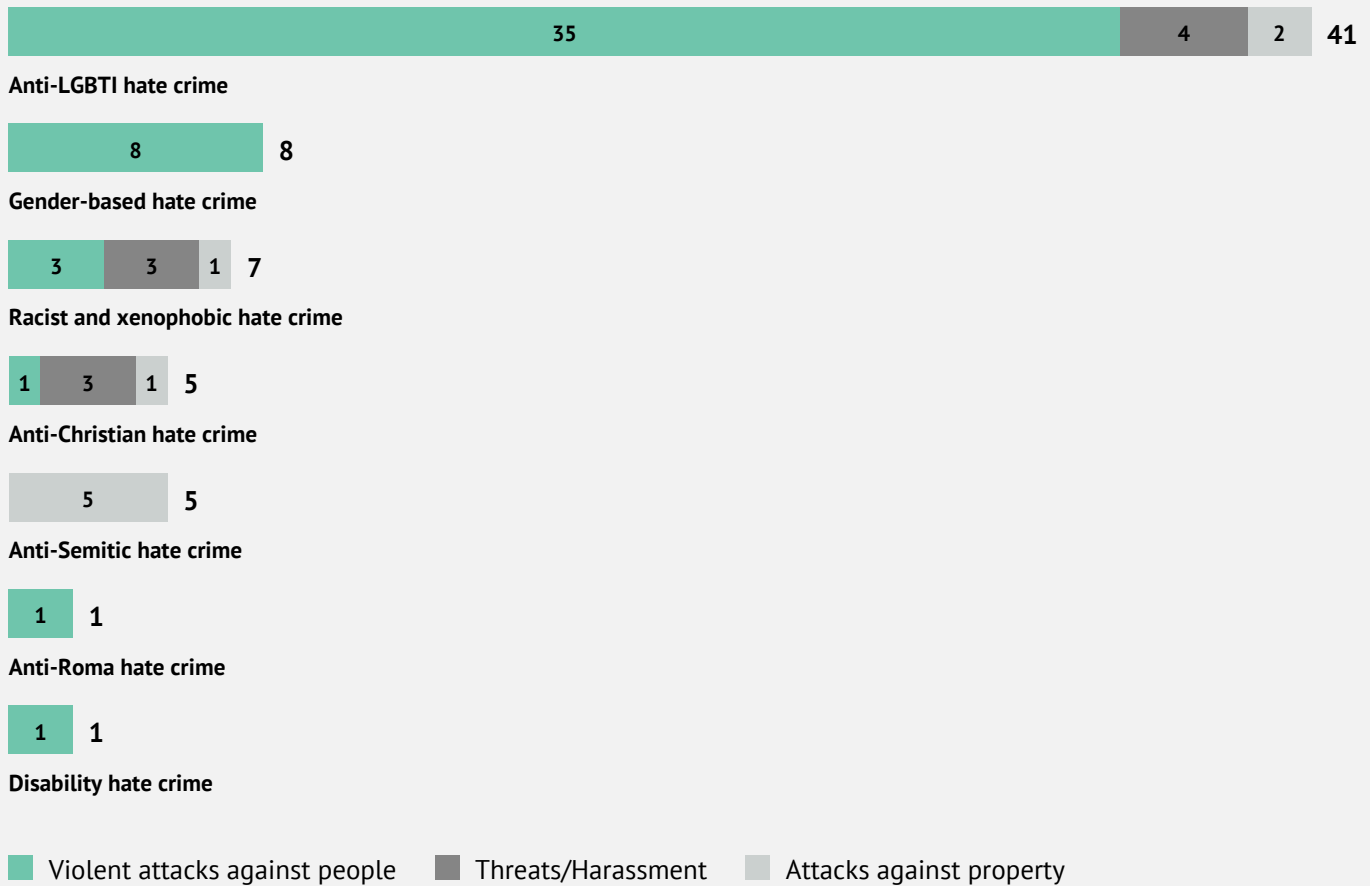 35 4 2 41
Anti-LGBTI hate crime
8 8
Gender-based hate crime
3 3 1 7
Racist and xenophobic hate crime
1 3 1 5
Anti-Christian hate crime
5 5
Anti-Semitic hate crime
1 1
Anti-Roma hate crime
1 1
Disability hate crime
Violent attacks against people Threats/Harassment Attacks against property